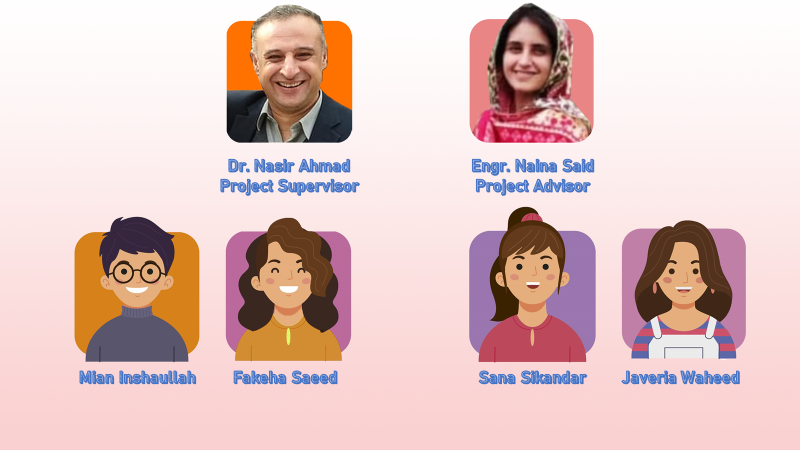 Dr. Nasir Ahmad
Project Supervisor
Engr. Naina Said
Project Advisor
Mian Inshaullah
Fakeha Saeed
Sana Sikandar
Javeria Waheed